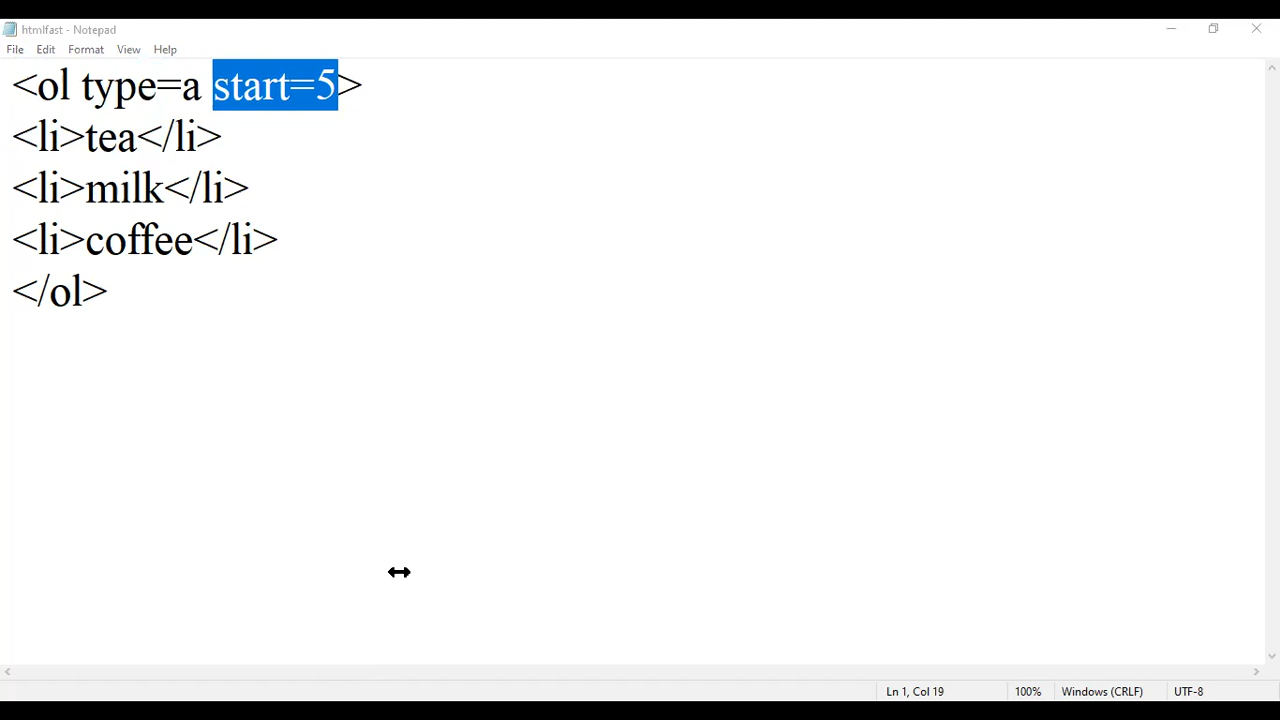 htmlfast - Notepad
File Edit Format View Help
<ol type=a start=5>
<li>tea</li>
<li>milk</li>
<li>coffee</li>
</ol>
Ln 1, Col 19 100% Windows (CRLF) UTF-8